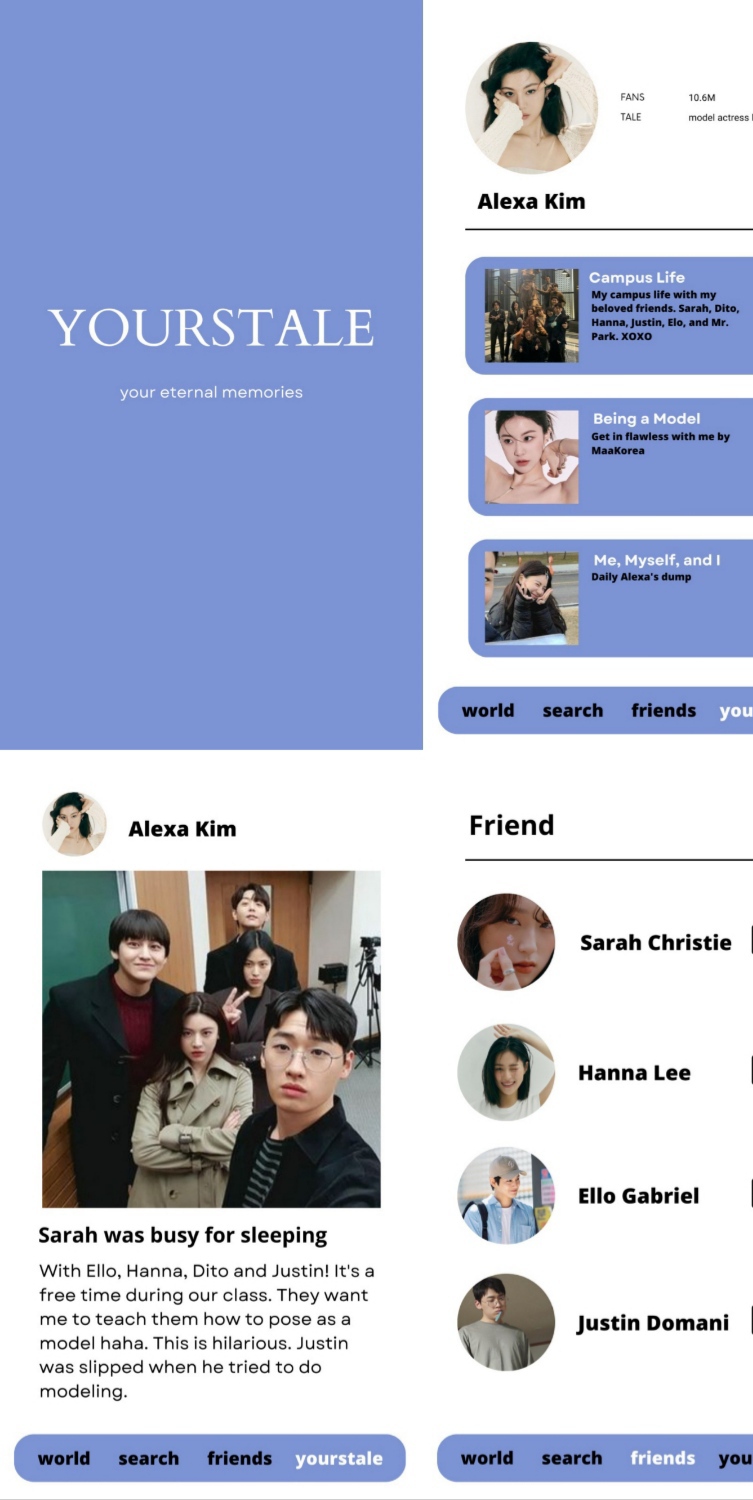 YOURSTALE
your eternal memories
FANS 10.6M
TALE model actress
Alexa Kim
Campus Life
My campus life with my
beloved friends. Sarah, Dito,
Hanna, Justin, Elo, and Mr.
Park. XOXO
Being a Model
Get in flawless with me by
MaaKorea
Me, Myself, and I
Daily Alexa's dump
world search friends you
Alexa Kim
Sarah was busy for sleeping
With Ello, Hanna, Dito and Justin! It's a
free time during our class. They want
me to teach them how to pose as a
model haha. This is hilarious. Justin
was slipped when he tried to do
modeling.
world search friends yourstale
Friend
Sarah Christie
Hanna Lee
Ello Gabriel
Justin Domani
world search friends you